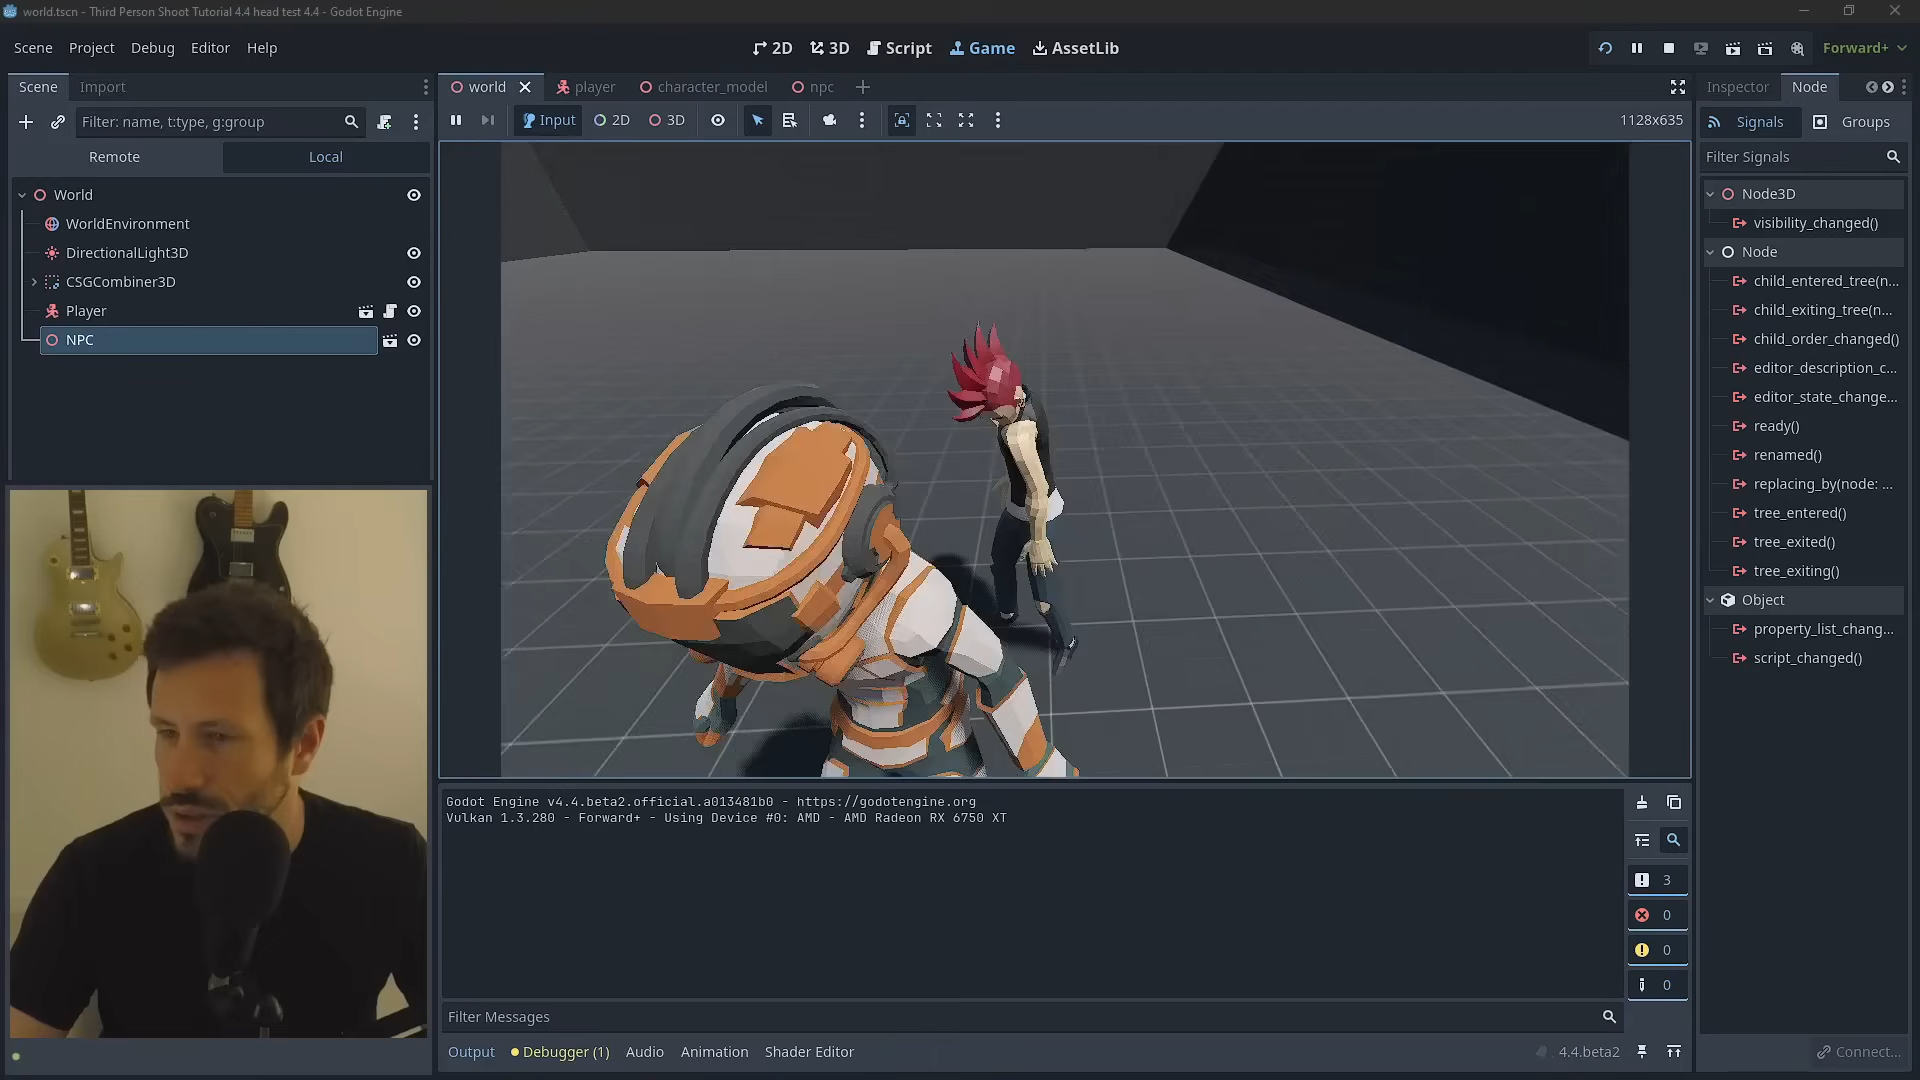 world.tscn - Third Person Shoot Tutorial 4.4 head test 4.4 - Godot Engine
Scene Project Debug Editor Help
2D 3D Script Game AssetLib
Forward+
Scene Import
world player character_model npc
Inspector Node
Filter: name, t:type, g:group
Input 2D 3D
1128x635
Signals Groups
Remote Local
Filter Signals
World
WorldEnvironment
DirectionalLight3D
CSGCombiner3D
Player
NPC
Node3D
visibility_changed()
Node
child_entered_tree(n...
child_exiting_tree(n...
child_order_changed()
editor_description_c...
editor_state_change...
ready()
renamed()
replacing_by(node: ...
tree_entered()
tree_exited()
tree_exiting()
Object
property_list_chang...
script_changed()
Godot Engine v4.4.beta2.official.a013481b0 - https://godotengine.org
Vulkan 1.3.280 - Forward+ - Using Device #0: AMD - AMD Radeon RX 6750 XT
3
0
0
0
Filter Messages
Output Debugger (1) Audio Animation Shader Editor
4.4.beta2
Connect...